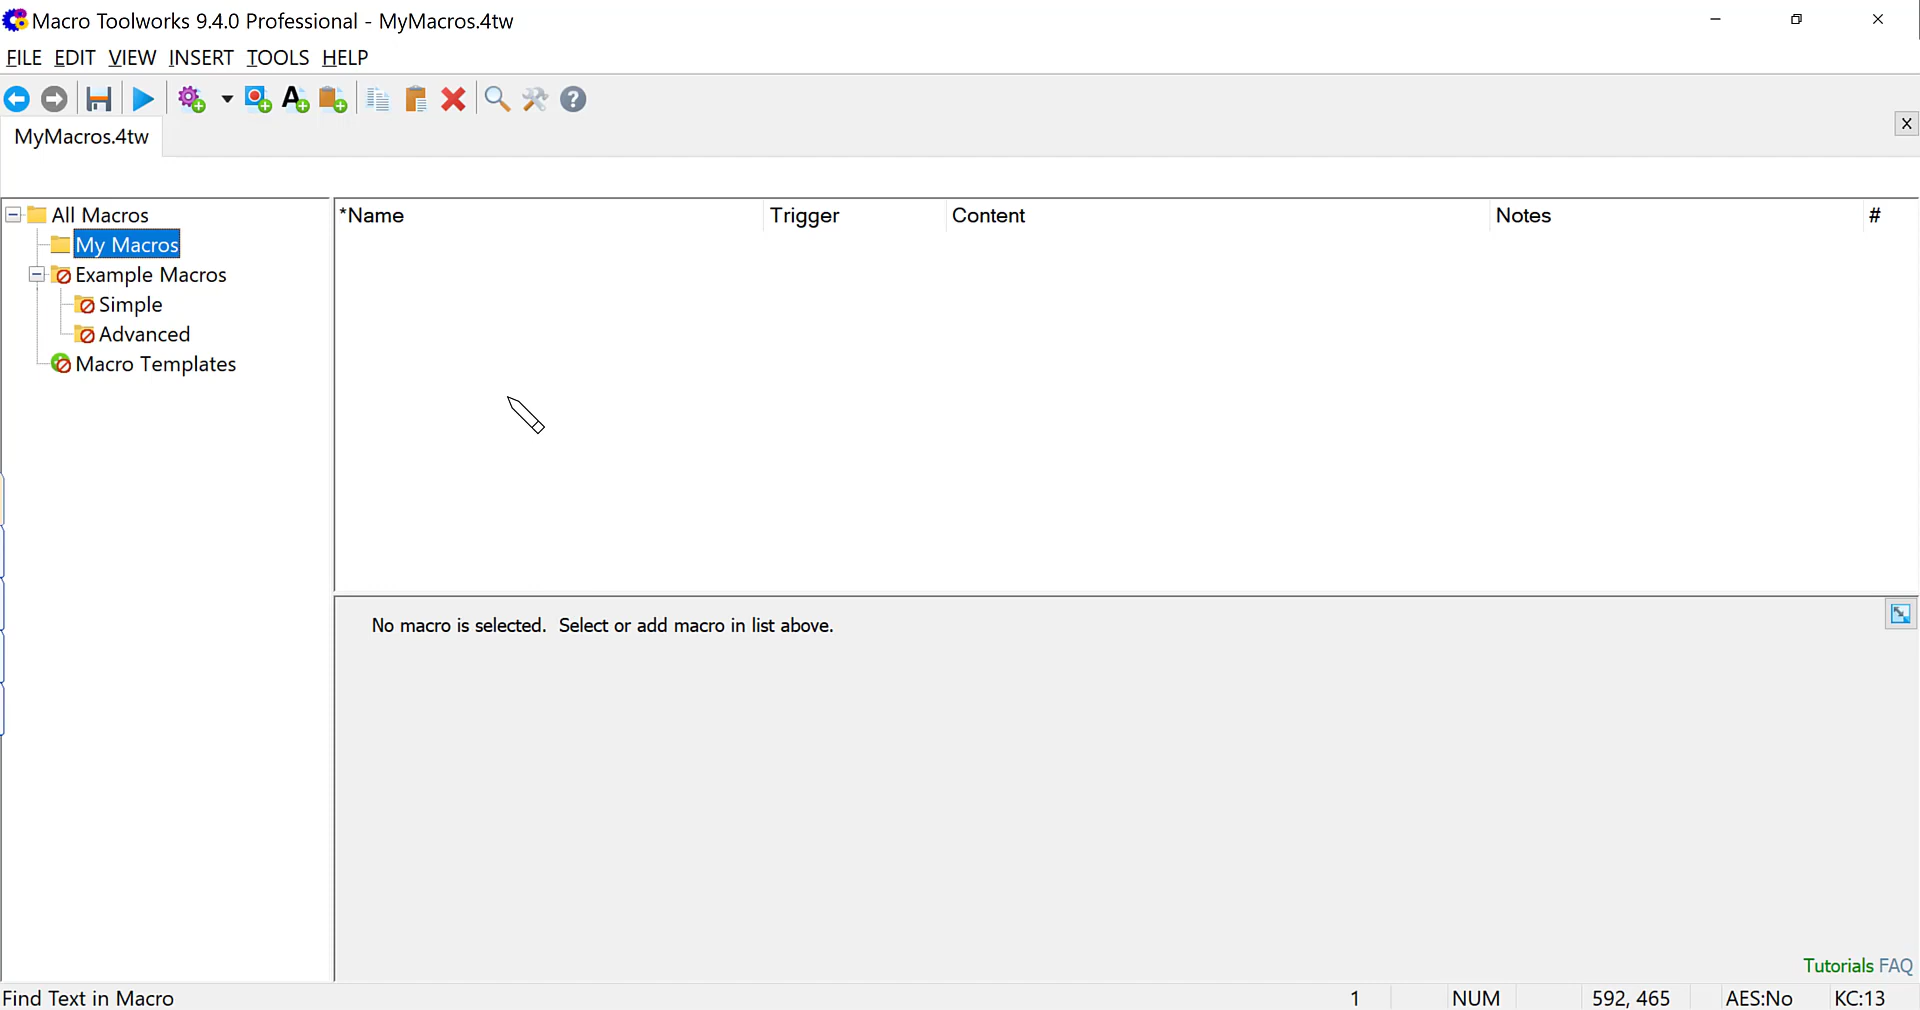 Macro Toolworks 9.4.0 Professional - MyMacros.4tw
FILE EDIT VIEW INSERT TOOLS HELP
MyMacros.4tw
X
All Macros
My Macros
Example Macros
Simple
Advanced
Macro Templates
*Name Trigger Content Notes #
No macro is selected. Select or add macro in list above.
Tutorials FAQ
Find Text in Macro 1 NUM 592, 465 AES:No KC:13